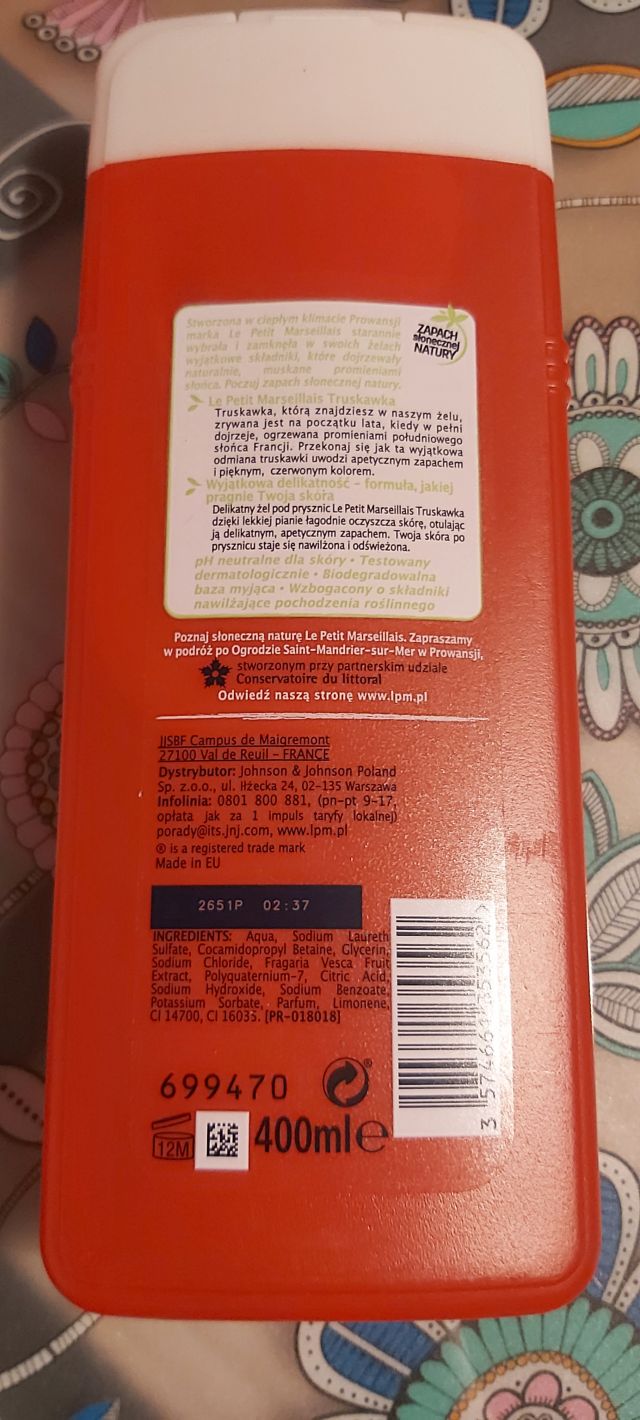 Stworzona w ciepłym klimacie Prowansji
marka Le Petit Marseillais starannie
wybrała i zamknęła w swoich żelach
wyjątkowe składniki, które dojrzewały
naturalnie, muskane promieniami
słońca. Poczuj zapach słonecznej natury.
ZAPACH
słonecznej
NATURY
Le Petit Marseillais Truskawka
Truskawka, którą znajdziesz w naszym żelu,
zrywana jest na początku lata, kiedy w pełni
dojrzeje, ogrzewana promieniami południowego
słońca Francji. Przekonaj się jak ta wyjątkowa
odmiana truskawki uwodzi apetycznym zapachem
i pięknym, czerwonym kolorem.
Wyjątkowa delikatność – formuła, jakiej
pragnie Twoja skóra
Delikatny żel pod prysznic Le Petit Marseillais Truskawka
dzięki lekkiej pianie łagodnie oczyszcza skórę, otulając
ją delikatnym, apetycznym zapachem. Twoja skóra po
prysznicu staje się nawilżona i odświeżona.
pH neutralne dla skóry • Testowany
dermatologicznie • Biodegradowalna
baza myjąca • Wzbogacony o składniki
nawilżające pochodzenia roślinnego
Poznaj słoneczną naturę Le Petit Marseillais. Zapraszamy
w podróż po Ogrodzie Saint-Mandrier-sur-Mer w Prowansji,
stworzonym przy partnerskim udziale
Conservatoire du littoral
Odwiedź naszą stronę www.lpm.pl
JJSBF Campus de Maigremont
27100 Val de Reuil – FRANCE
Dystrybutor: Johnson & Johnson Poland
Sp. z.o.o., ul. Iłżecka 24, 02-135 Warszawa
Infolinia: 0801 800 881, (pn-pt 9-17,
opłata jak za 1 impuls taryfy lokalnej)
porady@its.jnj.com, www.lpm.pl
® is a registered trade mark
Made in EU
2651P 02:37
INGREDIENTS: Aqua, Sodium Laureth
Sulfate, Cocamidopropyl Betaine, Glycerin,
Sodium Chloride, Fragaria Vesca Fruit
Extract, Polyquaternium-7, Citric Acid,
Sodium Hydroxide, Sodium Benzoate,
Potassium Sorbate, Parfum, Limonene,
CI 14700, CI 16035. [PR-018018]
699470 ®
12M 400ml e
3 574661 353562